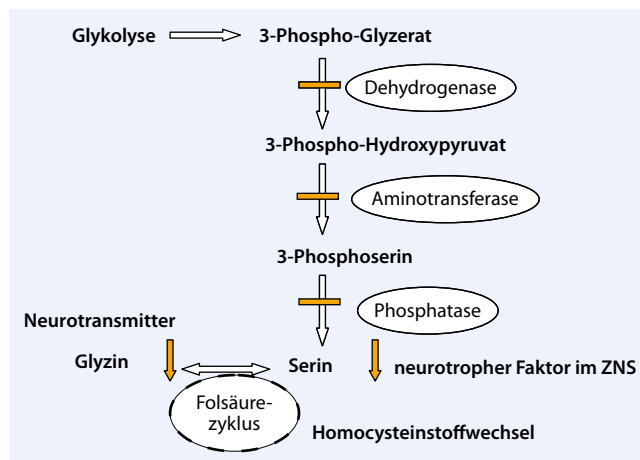 Glykolyse
3-Phospho-Glyzerat
Dehydrogenase
3-Phospho-Hydroxypyruvat
Aminotransferase
3-Phosphoserin
Phosphatase
Neurotransmitter
Glyzin
Serin
neurotropher Faktor im ZNS
Folsäure-
zyklus
Homocysteinstoffwechsel